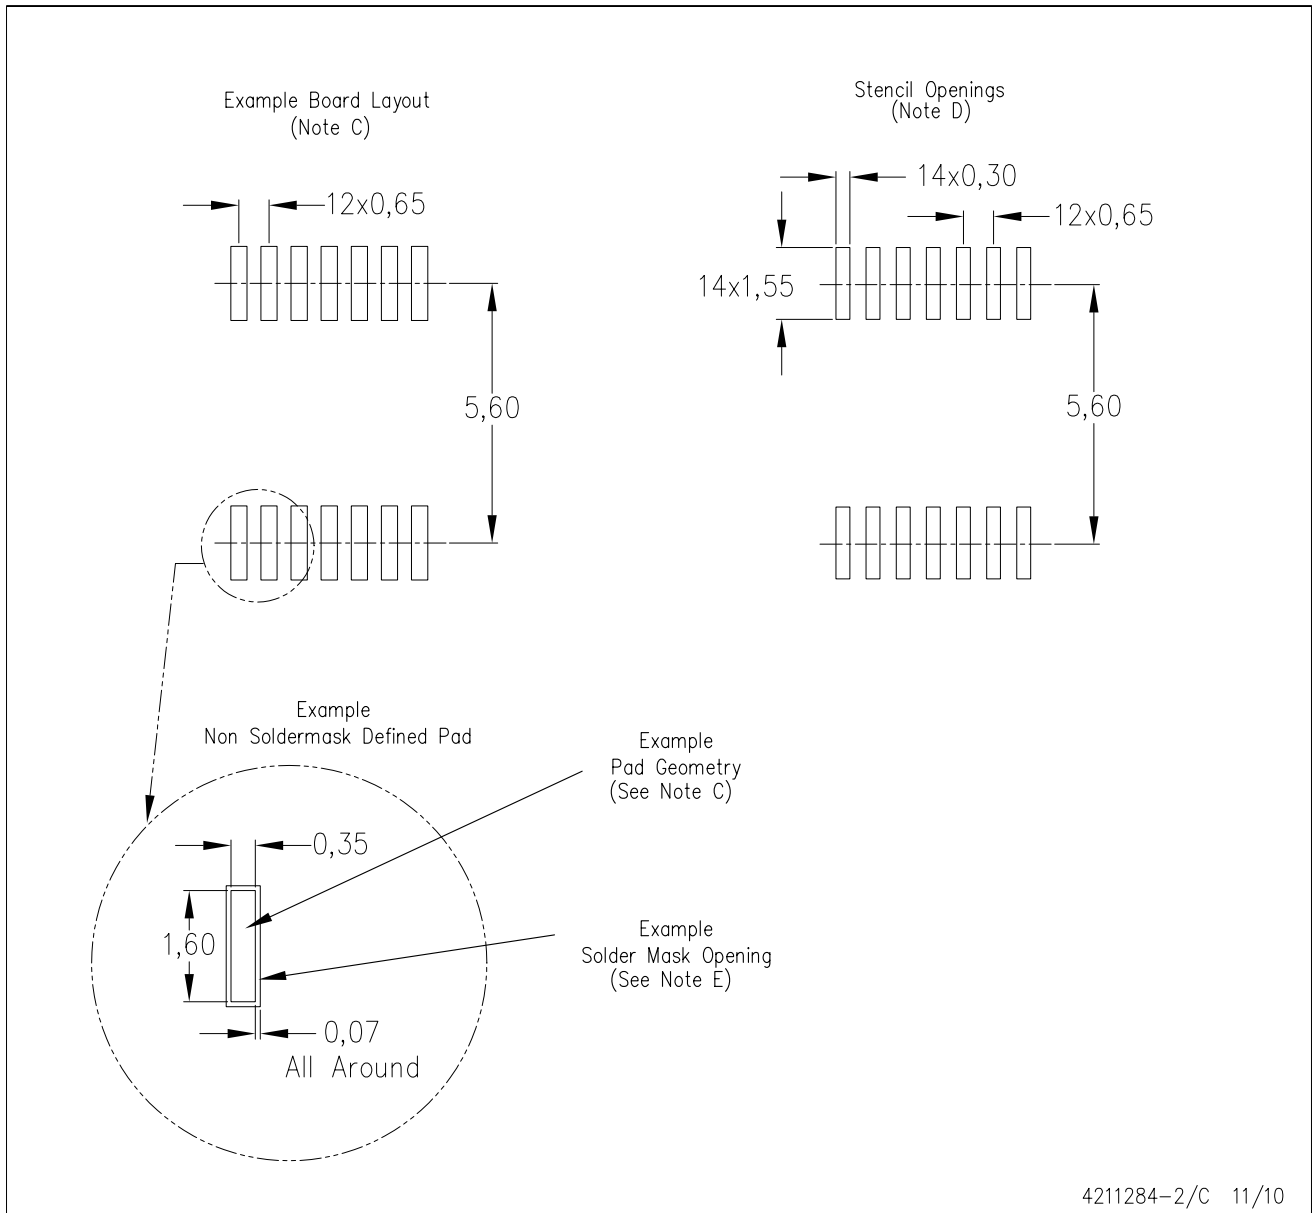 Example Board Layout
(Note C)
12x0,65
5,60
Stencil Openings
(Note D)
14x0,30
12x0,65
14x1,55
5,60
Example
Non Soldermask Defined Pad
Example
Pad Geometry
(See Note C)
0,35
1,60
Example
Solder Mask Opening
(See Note E)
0,07
All Around
4211284-2/C 11/10